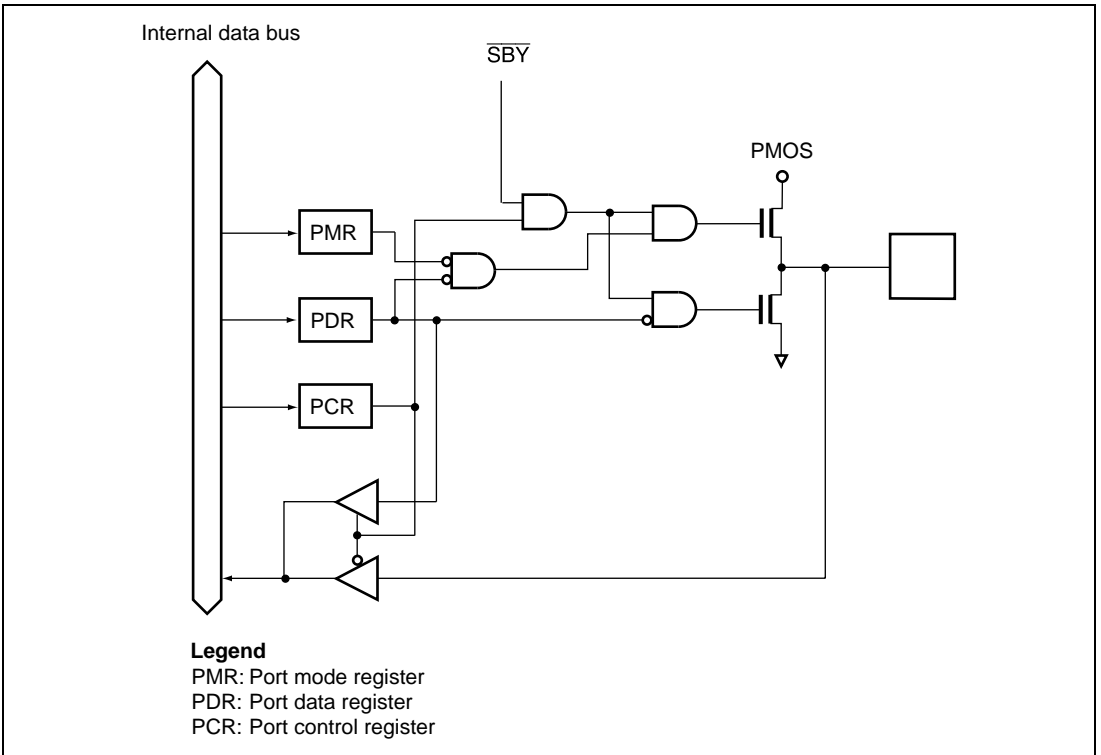 Internal data bus
SBY
PMOS
PMR
PDR
PCR
Legend
PMR: Port mode register
PDR: Port data register
PCR: Port control register